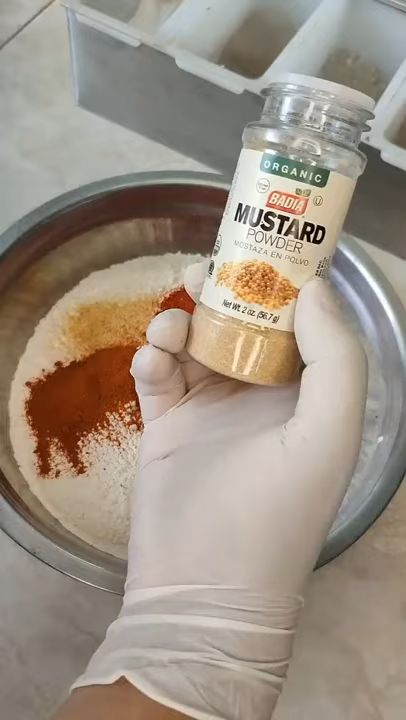 ORGANIC
BADIA
MUSTARD
POWDER
MOSTAZA EN POLVO
Net Wt. 2 oz. (56.7 g)